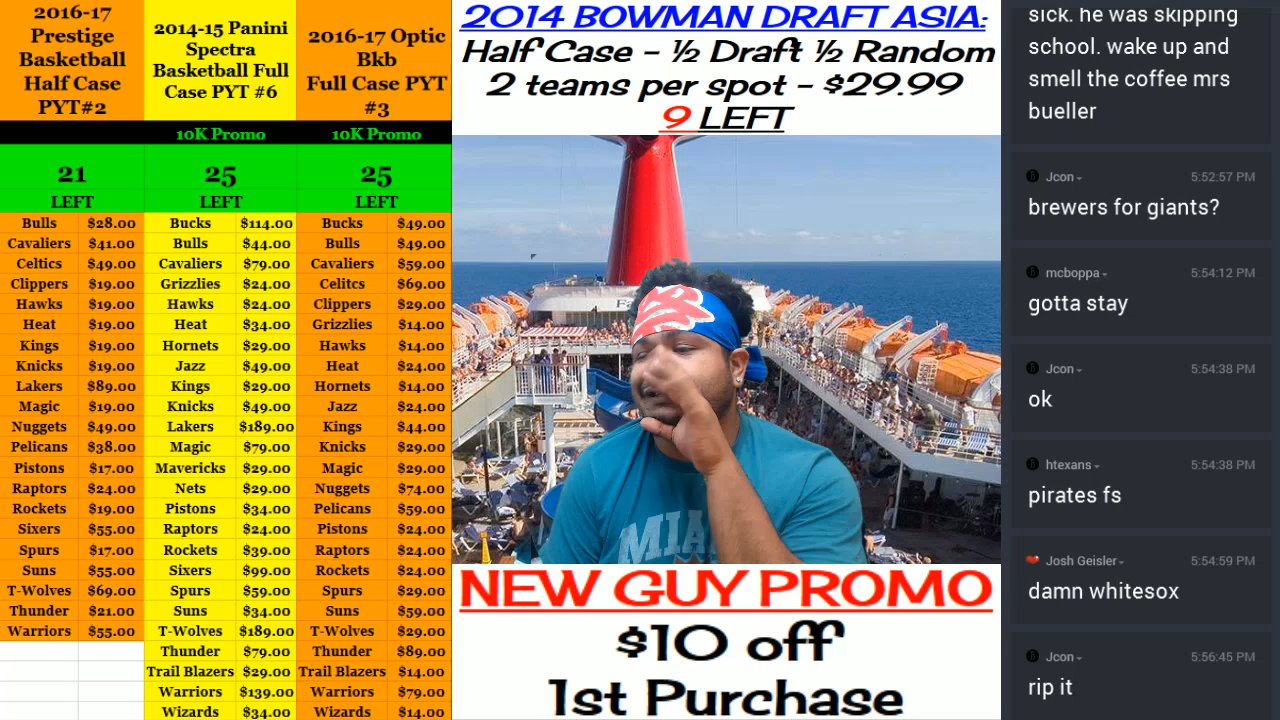 2016-17
Prestige
Basketball
Half Case
PYT#2
21
LEFT
Bulls $28.00
Cavaliers $41.00
Celtics $49.00
Clippers $19.00
Hawks $19.00
Heat $19.00
Kings $19.00
Knicks $19.00
Lakers $89.00
Magic $19.00
Nuggets $49.00
Pelicans $38.00
Pistons $17.00
Raptors $24.00
Rockets $19.00
Sixers $55.00
Spurs $17.00
Suns $55.00
T-Wolves $69.00
Thunder $21.00
Warriors $55.00
2014-15 Panini
Spectra
Basketball Full
Case PYT #6
10K Promo
25
LEFT
Bucks $114.00
Bulls $44.00
Cavaliers $79.00
Grizzlies $24.00
Hawks $24.00
Heat $34.00
Hornets $29.00
Jazz $49.00
Kings $29.00
Knicks $49.00
Lakers $189.00
Magic $79.00
Mavericks $29.00
Nets $29.00
Pistons $34.00
Raptors $24.00
Rockets $39.00
Sixers $99.00
Spurs $59.00
Suns $34.00
T-Wolves $189.00
Thunder $79.00
Trail Blazers $29.00
Warriors $139.00
Wizards $34.00
2016-17 Optic
Bkb
Full Case PYT
#3
10K Promo
25
LEFT
Bucks $49.00
Bulls $49.00
Cavaliers $59.00
Celitcs $69.00
Clippers $29.00
Grizzlies $14.00
Hawks $14.00
Heat $24.00
Hornets $14.00
Jazz $24.00
Kings $44.00
Knicks $29.00
Magic $29.00
Nuggets $74.00
Pelicans $59.00
Pistons $24.00
Raptors $24.00
Rockets $24.00
Spurs $29.00
Suns $59.00
T-Wolves $29.00
Thunder $89.00
Trail Blazers $14.00
Warriors $79.00
Wizards $14.00
2014 BOWMAN DRAFT ASIA:
Half Case - ½ Draft ½ Random
2 teams per spot - $29.99
9 LEFT
NEW GUY PROMO
$10 off
1st Purchase
sick. he was skipping
school. wake up and
smell the coffee mrs
bueller
Jcon 5:52:57 PM
brewers for giants?
mcboppa 5:54:12 PM
gotta stay
Jcon 5:54:38 PM
ok
htexans 5:54:38 PM
pirates fs
Josh Geisler 5:54:59 PM
damn whitesox
Jcon 5:56:45 PM
rip it